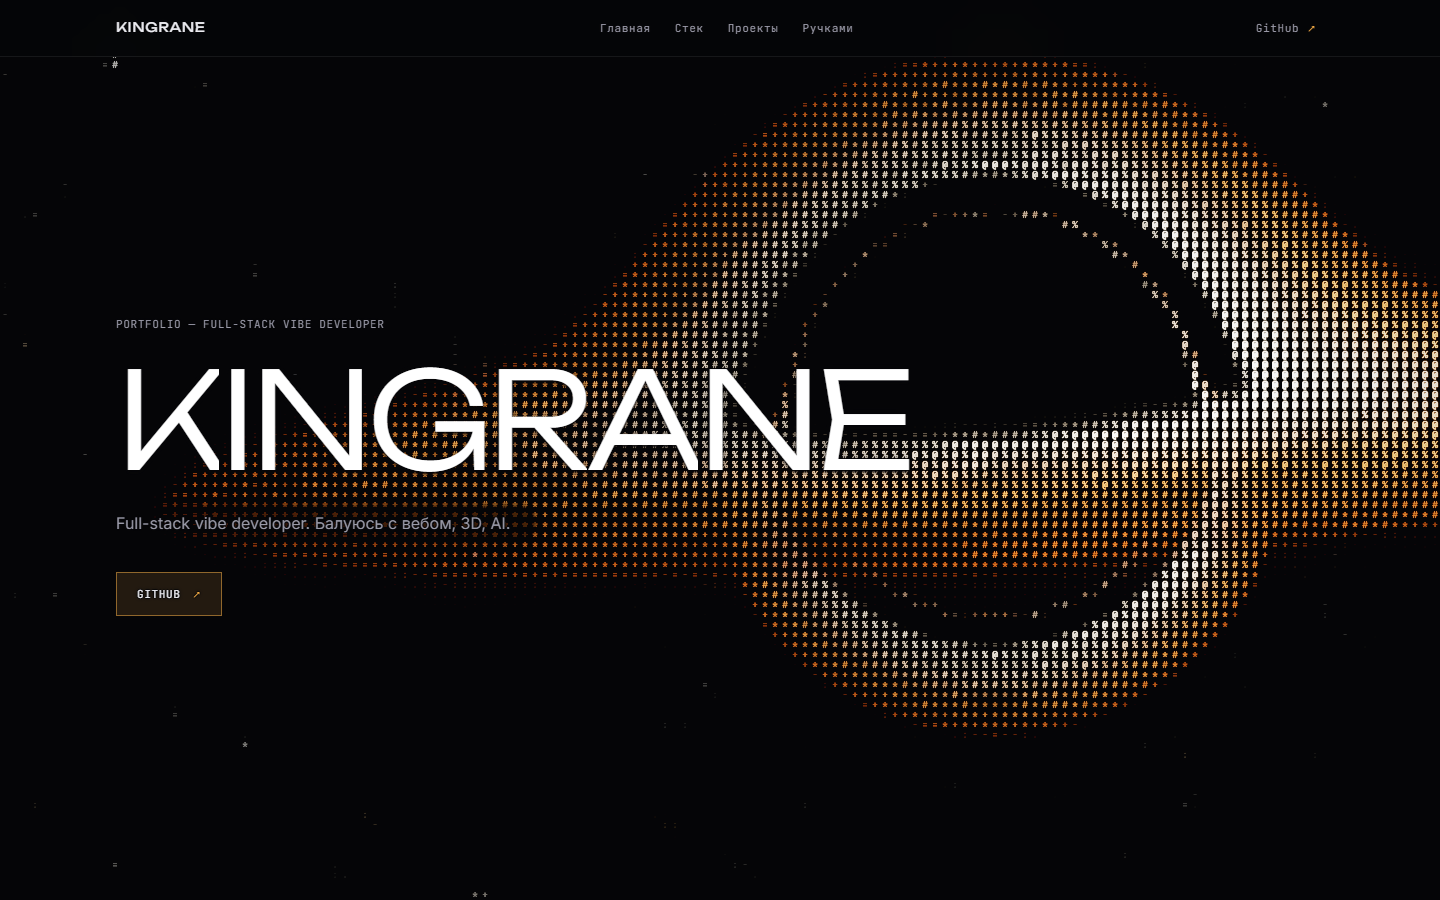 KINGRANE
Главная Стек Проекты Ручками
GitHub ↗
PORTFOLIO — FULL-STACK VIBE DEVELOPER
KINGRANE
Full-stack vibe developer. Балуюсь с вебом, 3D, AI.
GITHUB ↗